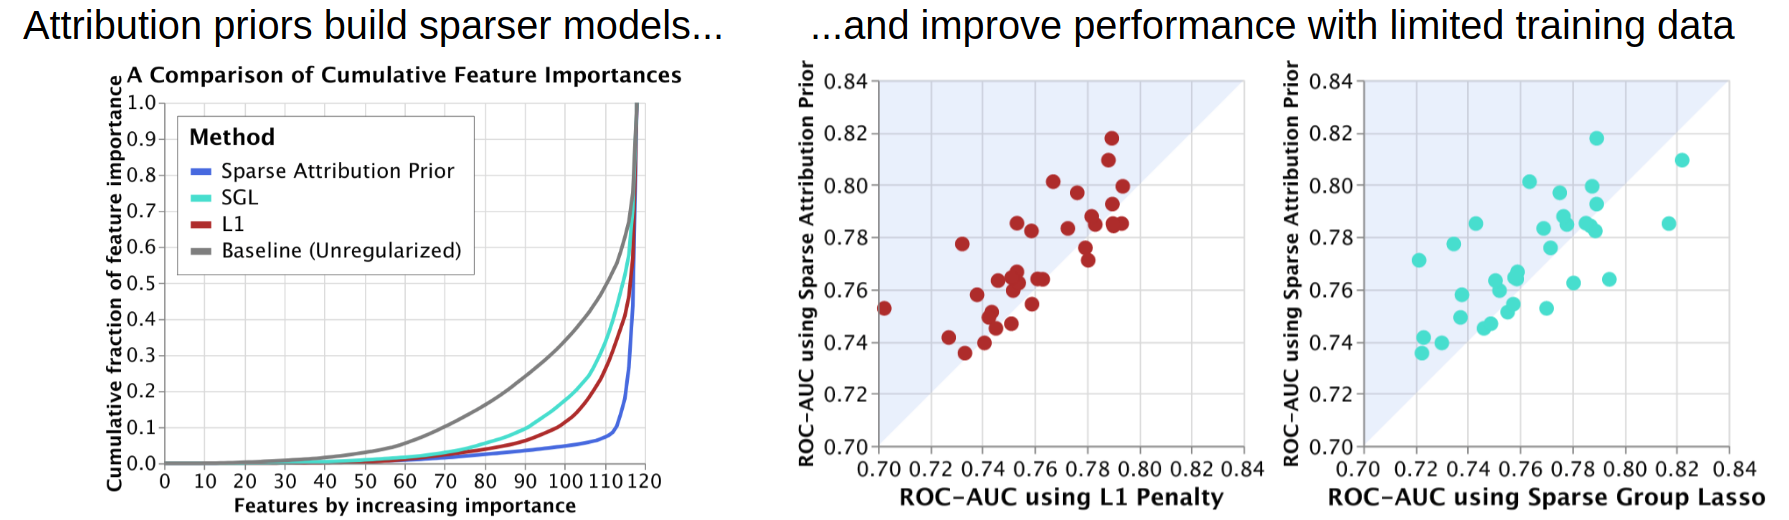 Attribution priors build sparser models...
...and improve performance with limited training data
A Comparison of Cumulative Feature Importances
Cumulative fraction of feature importance
1.0
0.9
0.8
0.7
0.6
0.5
0.4
0.3
0.2
0.1
0.0
Method
Sparse Attribution Prior
SGL
L1
Baseline (Unregularized)
0 10 20 30 40 50 60 70 80 90 100 110 120
Features by increasing importance
ROC-AUC using Sparse Attribution Prior
0.84
0.82
0.80
0.78
0.76
0.74
0.72
0.70
0.70 0.72 0.74 0.76 0.78 0.80 0.82 0.84
ROC-AUC using L1 Penalty
ROC-AUC using Sparse Attribution Prior
0.84
0.82
0.80
0.78
0.76
0.74
0.72
0.70
0.70 0.72 0.74 0.76 0.78 0.80 0.82 0.84
ROC-AUC using Sparse Group Lasso